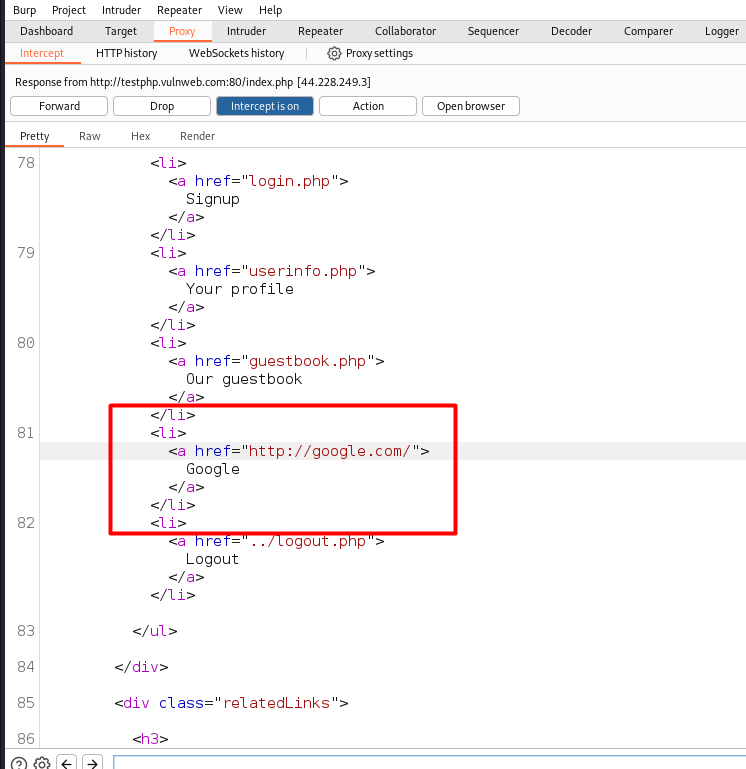 Burp Project Intruder Repeater View Help
Dashboard Target Proxy Intruder Repeater Collaborator Sequencer Decoder Comparer Logger
Intercept HTTP history WebSockets history Proxy settings
Response from http://testphp.vulnweb.com:80/index.php [44.228.249.3]
Forward Drop Intercept is on Action Open browser
Pretty Raw Hex Render
78 <li>
<a href="login.php">
Signup
</a>
</li>
79 <li>
<a href="userinfo.php">
Your profile
</a>
</li>
80 <li>
<a href="guestbook.php">
Our guestbook
</a>
</li>
81 <li>
<a href="http://google.com/">
Google
</a>
</li>
82 <li>
<a href="../logout.php">
Logout
</a>
</li>
83 </ul>
84 </div>
85 <div class="relatedLinks">
86 <h3>